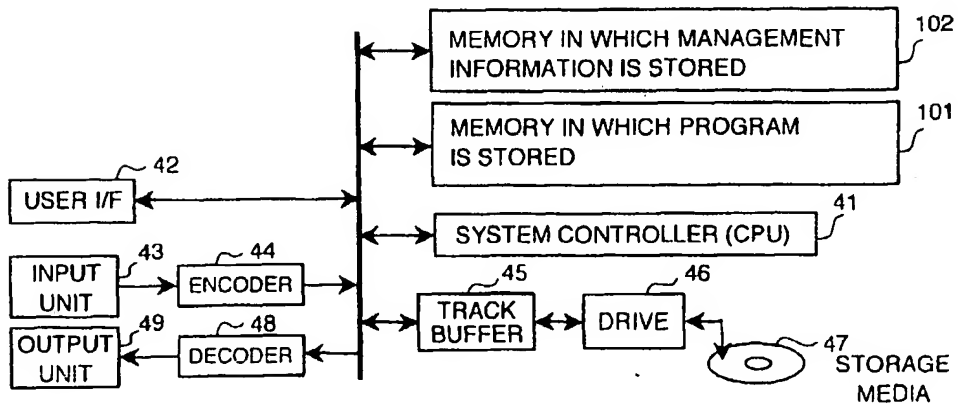 102
MEMORY IN WHICH MANAGEMENT
INFORMATION IS STORED
101
MEMORY IN WHICH PROGRAM
IS STORED
42
USER I/F
41
SYSTEM CONTROLLER (CPU)
43
INPUT
UNIT
44
ENCODER
45
TRACK
BUFFER
46
DRIVE
49
OUTPUT
UNIT
48
DECODER
47
STORAGE
MEDIA